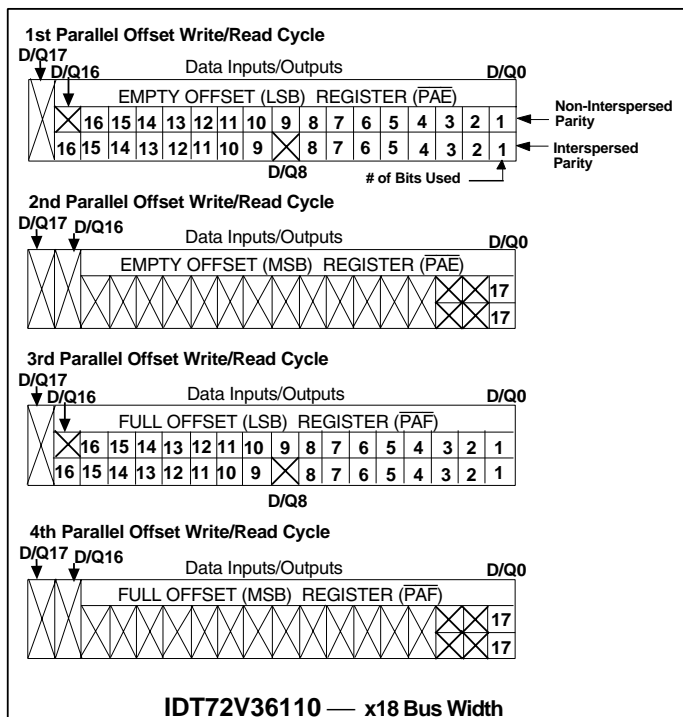 1st Parallel Offset Write/Read Cycle
D/Q17
D/Q16
Data Inputs/Outputs
D/Q0
EMPTY OFFSET (LSB) REGISTER (PAE)
16 15 14 13 12 11 10 9 8 7 6 5 4 3 2 1
Non-Interspersed
Parity
16 15 14 13 12 11 10 9 8 7 6 5 4 3 2 1
Interspersed
Parity
D/Q8
# of Bits Used
2nd Parallel Offset Write/Read Cycle
D/Q17
D/Q16
Data Inputs/Outputs
D/Q0
EMPTY OFFSET (MSB) REGISTER (PAE)
17
17
3rd Parallel Offset Write/Read Cycle
D/Q17
D/Q16
Data Inputs/Outputs
D/Q0
FULL OFFSET (LSB) REGISTER (PAF)
16 15 14 13 12 11 10 9 8 7 6 5 4 3 2 1
16 15 14 13 12 11 10 9 8 7 6 5 4 3 2 1
D/Q8
4th Parallel Offset Write/Read Cycle
D/Q17
D/Q16
Data Inputs/Outputs
D/Q0
FULL OFFSET (MSB) REGISTER (PAF)
17
17
IDT72V36110 — x18 Bus Width